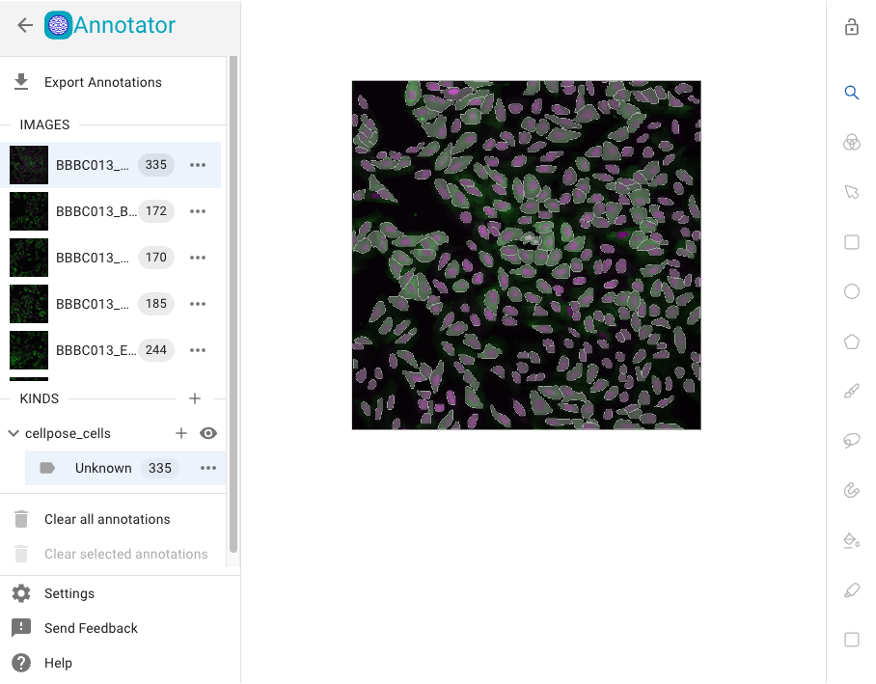 Annotator
Export Annotations
IMAGES
BBBC013_... 335
BBBC013_B... 172
BBBC013_... 170
BBBC013_... 185
BBBC013_E... 244
KINDS
cellpose_cells
Unknown 335
Clear all annotations
Clear selected annotations
Settings
Send Feedback
Help